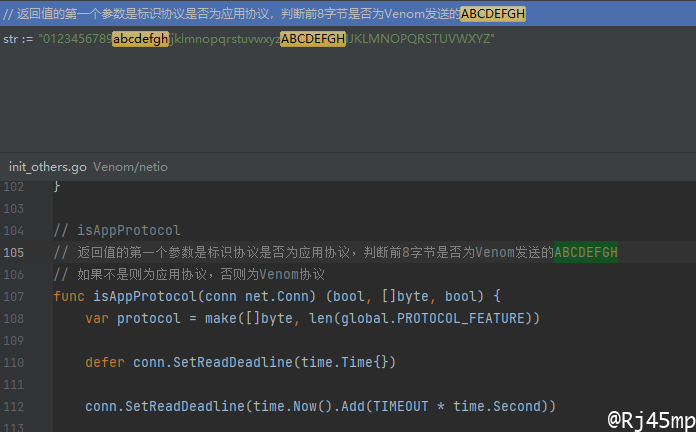 // 返回值的第一个参数是标识协议是否为应用协议，判断前8字节是否为Venom发送的ABCDEFGH
str := "0123456789abcdefghijklmnopqrstuvwxyzABCDEFGHIJKLMNOPQRSTUVWXYZ"
init_others.go Venom/netio
102 }
103
104 // isAppProtocol
105 // 返回值的第一个参数是标识协议是否为应用协议，判断前8字节是否为Venom发送的ABCDEFGH
106 // 如果不是则为应用协议，否则为Venom协议
107 func isAppProtocol(conn net.Conn) (bool, []byte, bool) {
108 var protocol = make([]byte, len(global.PROTOCOL_FEATURE))
109
110 defer conn.SetReadDeadline(time.Time{})
111
112 conn.SetReadDeadline(time.Now().Add(TIMEOUT * time.Second))
113
@Rj45mp